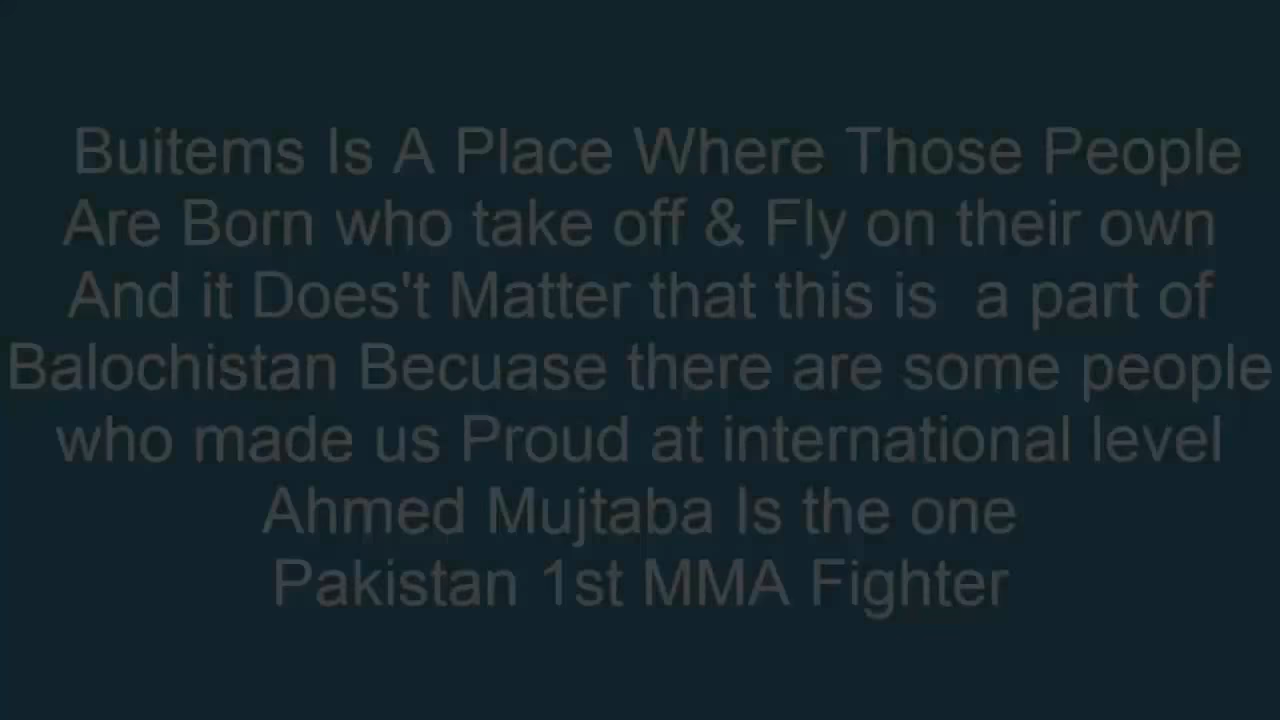 Buitems Is A Place Where Those People
Are Born who take off & Fly on their own
And it Does't Matter that this is  a part of
Balochistan Becuase there are some people
who made us Proud at international level
Ahmed Mujtaba Is the one
Pakistan 1st MMA Fighter